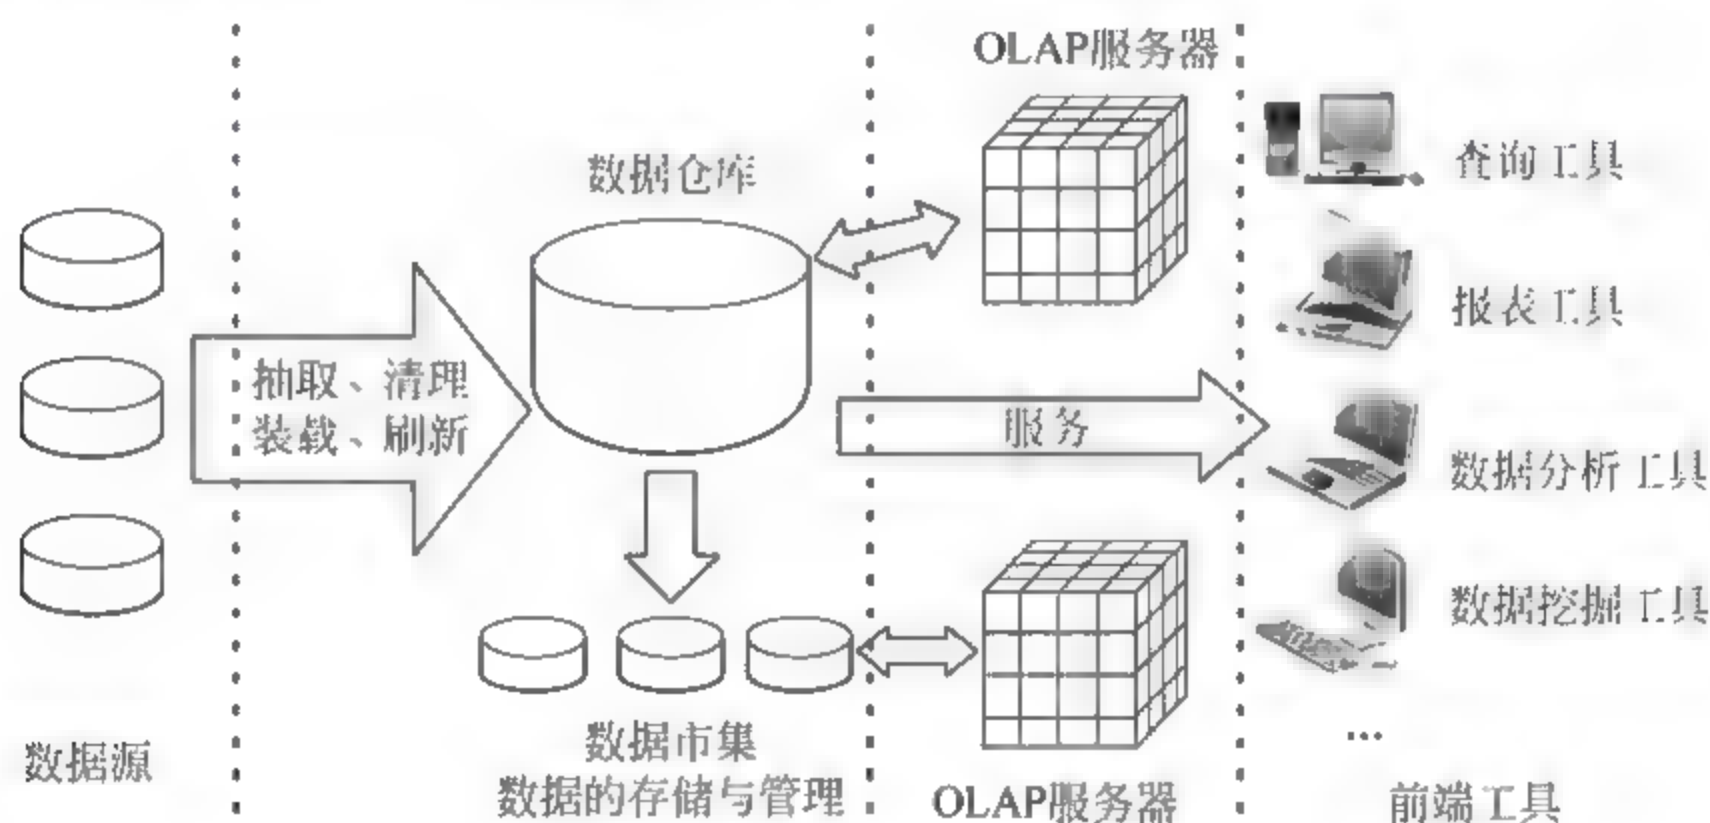 OLAP服务器
数据仓库
查询工具
报表工具
抽取、清理
装载、刷新
服务
数据分析工具
数据挖掘工具
数据市集
数据源
数据的存储与管理
OLAP服务器
…
前端工具